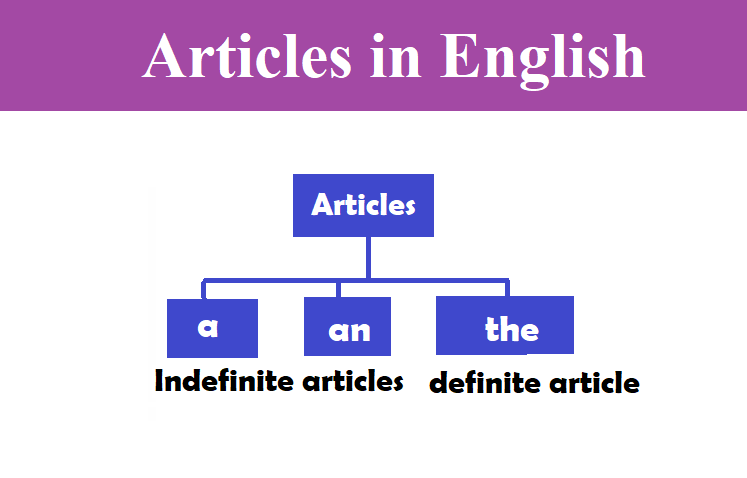 Articles in English
Articles
a an the
Indefinite articles definite article